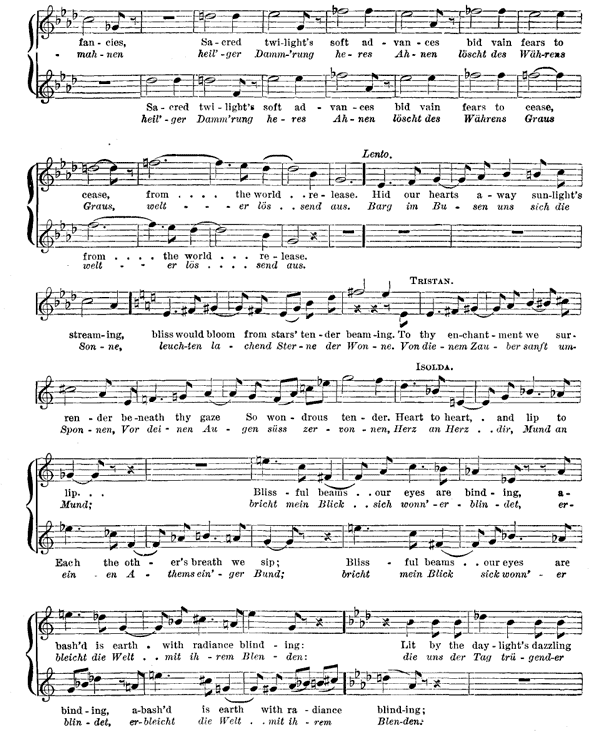 fan-cies, Sa-cred twi-light's soft ad-van-ces bid vain fears to
mah-nen heil'-ger Damm'rung he-res Ah-nen löscht des Wäh-rens
Sa-cred twi-light's soft ad-van-ces bid vain fears to cease,
heil'-ger Damm'rung he-res Ah-nen löscht des Währens Graus
Lento.
cease, from .... the world .. re-lease. Hid our hearts a-way sun-light's
Graus, welt - - er lös .. send aus. Barg im Bu-sen uns sich die
from .... the world .... re-lease.
welt - - er lös .... send aus.
TRISTAN.
stream-ing, bliss would bloom from stars' ten-der beam-ing. To thy en-chant-ment we sur-
Son-ne, leuch-ten la-chend Ster-ne der Won-ne. Von die-nem Zau-ber sanft um-
ISOLDA.
ren-der be-neath thy gaze So won-drous ten-der. Heart to heart, . and lip to
Spon-nen, Vor dei-nen Au-gen süss zer-von-nen, Herz an Herz .. dir, Mund an
lip... Bliss-ful beams .. our eyes are bind-ing, a-
Mund; bricht mein Blick .. sich wonn'-er-blin-det, er-
Each the oth-er's breath we sip; Bliss-ful beams .. our eyes are
ein-en A-thems ein'-ger Bund; bricht mein Blick sick wonn'-er
bash'd is earth . with radiance blind-ing: Lit by the day-light's dazzling
bleicht die Welt .. mit ih-rem Blen-den: die uns der Tag trü-gend-er
bind-ing, a-bash'd is earth with ra-diance blind-ing;
blin-det, er-bleicht die Welt .. mit ih-rem Blen-den: